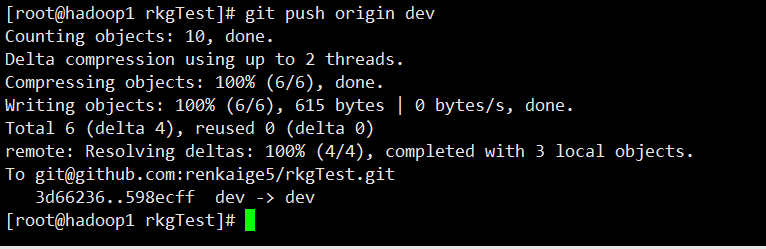 [root@hadoop1 rkgTest]# git push origin dev
Counting objects: 10, done.
Delta compression using up to 2 threads.
Compressing objects: 100% (6/6), done.
Writing objects: 100% (6/6), 615 bytes | 0 bytes/s, done.
Total 6 (delta 4), reused 0 (delta 0)
remote: Resolving deltas: 100% (4/4), completed with 3 local objects.
To git@github.com:renkaige5/rkgTest.git
   3d66236..598ecff  dev -> dev
[root@hadoop1 rkgTest]#